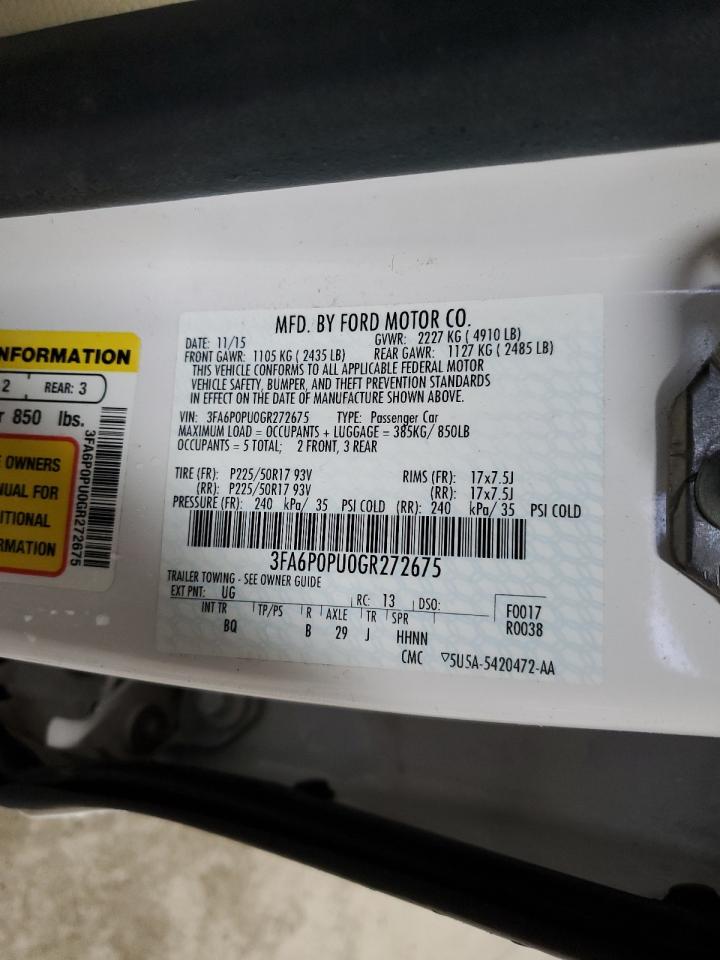 INFORMATION
2 REAR: 3
850 lbs.
OWNERS
FOR
3FA6P0PU0GR272675
MFD. BY FORD MOTOR CO.
DATE: 11/15 GVWR: 2227 KG ( 4910 LB)
FRONT GAWR: 1105 KG ( 2435 LB) REAR GAWR: 1127 KG ( 2485 LB)
THIS VEHICLE CONFORMS TO ALL APPLICABLE FEDERAL MOTOR
VEHICLE SAFETY, BUMPER, AND THEFT PREVENTION STANDARDS
IN EFFECT ON THE DATE OF MANUFACTURE SHOWN ABOVE.
VIN: 3FA6P0PU0GR272675 TYPE: Passenger Car
MAXIMUM LOAD = OCCUPANTS + LUGGAGE = 385KG/ 850LB
OCCUPANTS = 5 TOTAL; 2 FRONT, 3 REAR
TIRE (FR): P225/50R17 93V RIMS (FR): 17x7.5J
(RR): P225/50R17 93V (RR): 17x7.5J
PRESSURE (FR): 240 kPa/ 35 PSI COLD (RR): 240 kPa/ 35 PSI COLD
3FA6P0PU0GR272675
TRAILER TOWING - SEE OWNER GUIDE
EXT PNT: UG RC: 13 DSO: F0017
INT TR TP/PS R AXLE TR SPR R0038
BQ B 29 J HHNN
CMC ▽5U5A-5420472-AA